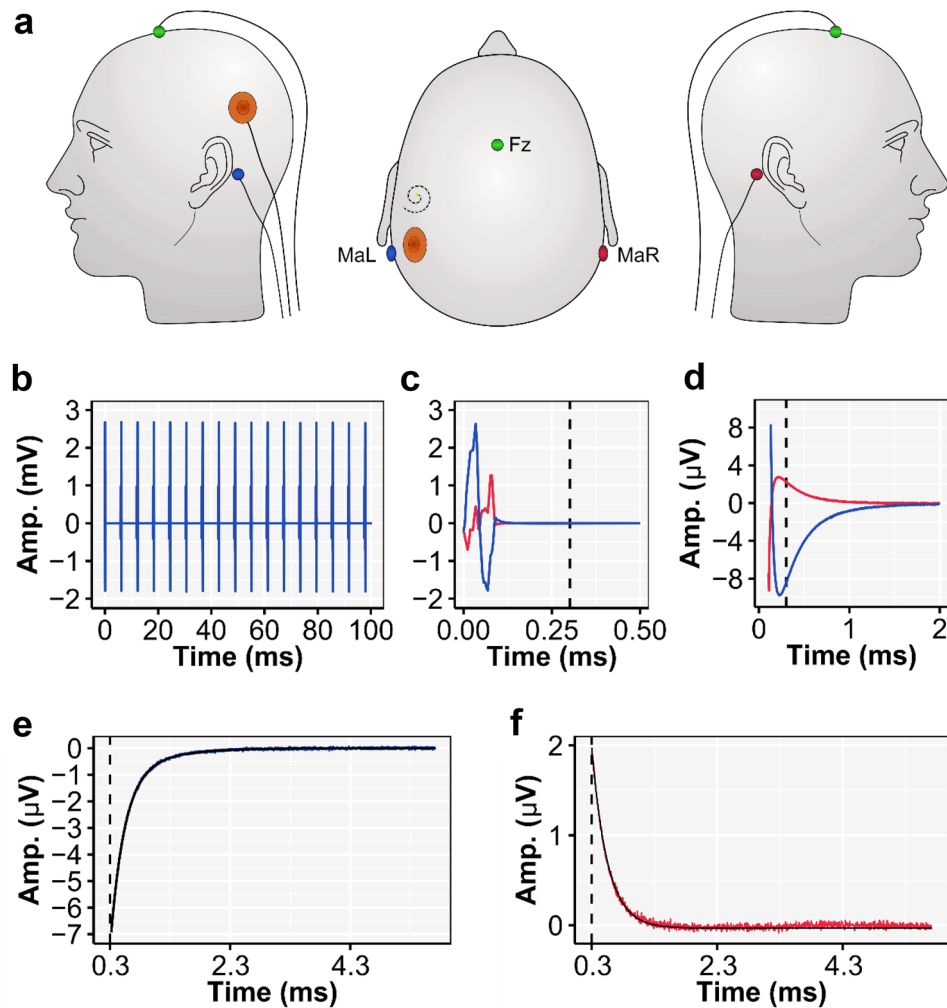 a
Fz
MaL
MaR
b
c
d
Amp. (mV)
3
2
1
0
−1
−2
0 20 40 60 80 100
Time (ms)
3
2
1
0
−1
−2
0.00 0.25 0.50
Time (ms)
Amp. (µV)
8
4
0
−4
−8
0 1 2
Time (ms)
e
f
Amp. (µV)
0
−1
−2
−3
−4
−5
−6
−7
0.3 2.3 4.3
Time (ms)
Amp. (µV)
2
1
0
0.3 2.3 4.3
Time (ms)